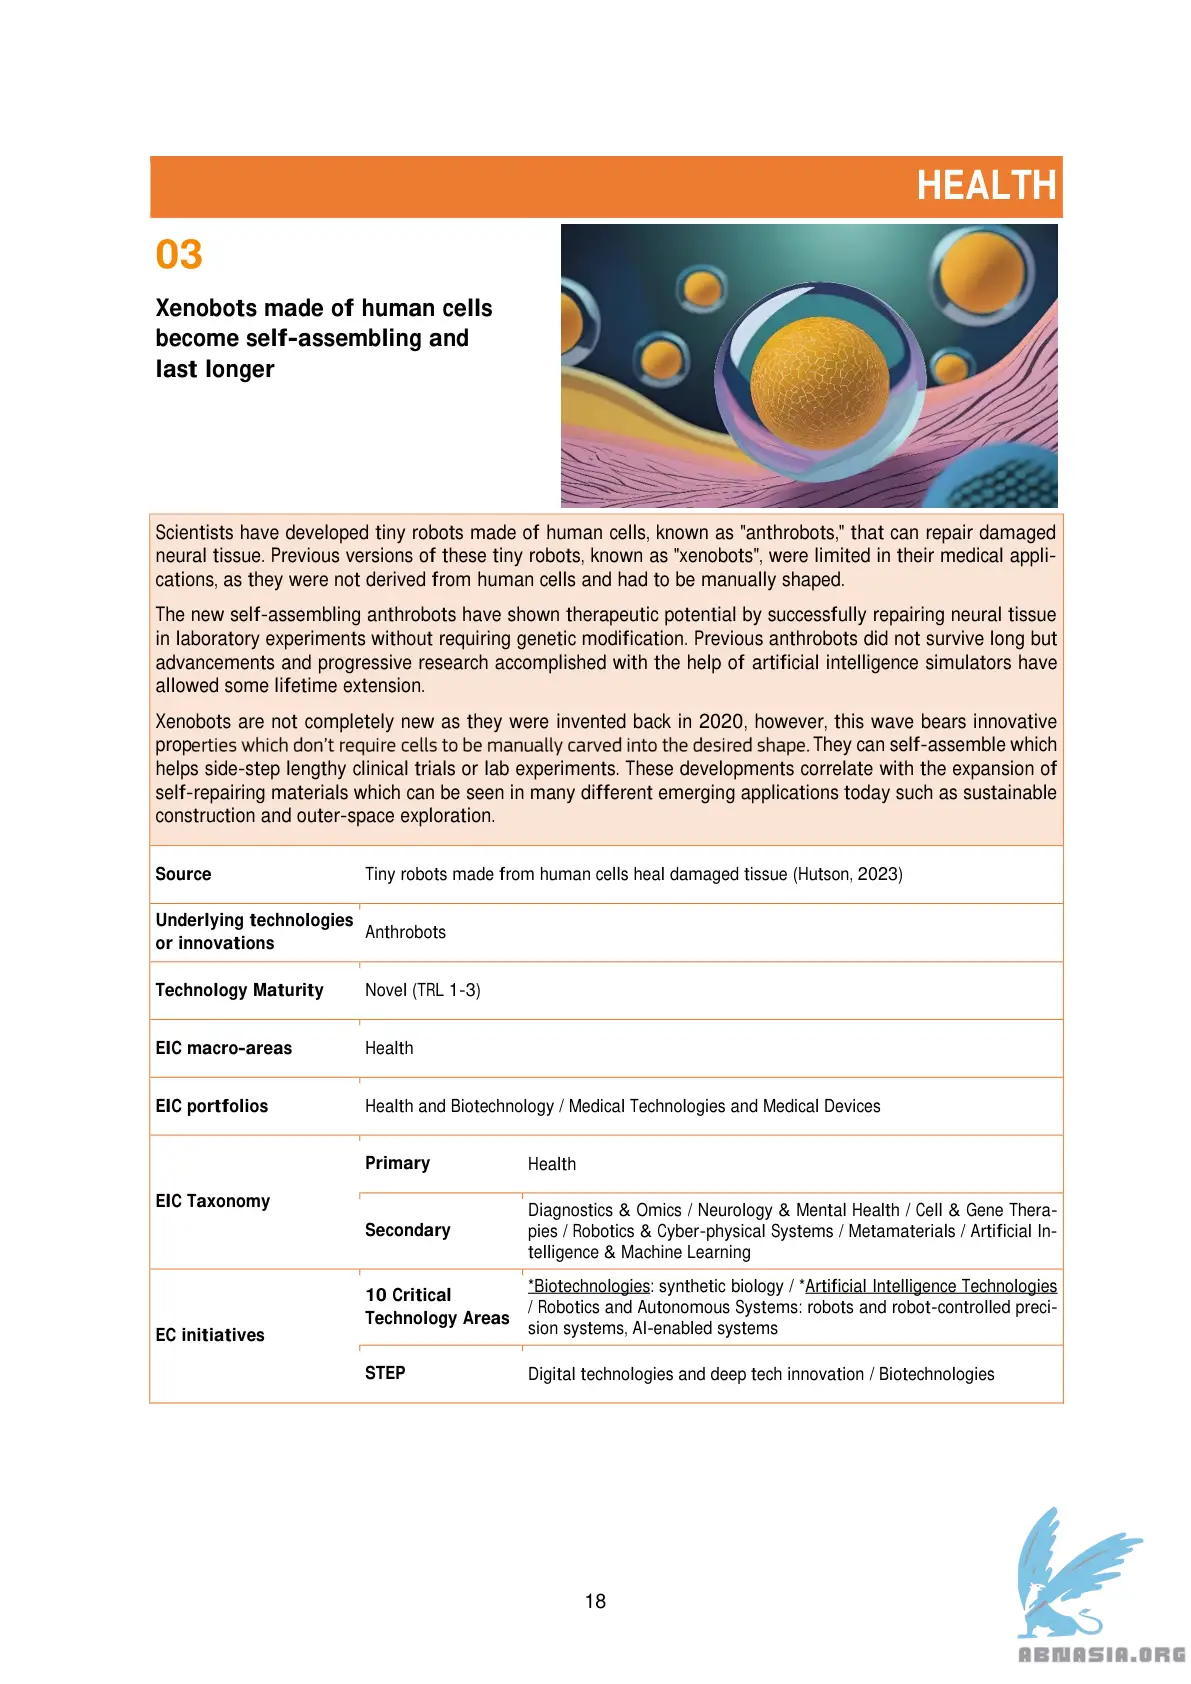 HEALTH
03
Xenobots made of human cells
become self-assembling and
last longer
Scientists have developed tiny robots made of human cells, known as "anthrobots," that can repair damaged
neural tissue. Previous versions of these tiny robots, known as "xenobots", were limited in their medical appli-
cations, as they were not derived from human cells and had to be manually shaped.
The new self-assembling anthrobots have shown therapeutic potential by successfully repairing neural tissue
in laboratory experiments without requiring genetic modification. Previous anthrobots did not survive long but
advancements and progressive research accomplished with the help of artificial intelligence simulators have
allowed some lifetime extension.
Xenobots are not completely new as they were invented back in 2020, however, this wave bears innovative
properties which don’t require cells to be manually carved into the desired shape. They can self-assemble which
helps side-step lengthy clinical trials or lab experiments. These developments correlate with the expansion of
self-repairing materials which can be seen in many different emerging applications today such as sustainable
construction and outer-space exploration.
Source
Tiny robots made from human cells heal damaged tissue (Hutson, 2023)
Underlying technologies
or innovations
Anthrobots
Technology Maturity
Novel (TRL 1-3)
EIC macro-areas
Health
EIC portfolios
Health and Biotechnology / Medical Technologies and Medical Devices
EIC Taxonomy
Primary
Health
Secondary
Diagnostics & Omics / Neurology & Mental Health / Cell & Gene Thera-
pies / Robotics & Cyber-physical Systems / Metamaterials / Artificial In-
telligence & Machine Learning
EC initiatives
10 Critical
Technology Areas
*Biotechnologies: synthetic biology / *Artificial Intelligence Technologies
/ Robotics and Autonomous Systems: robots and robot-controlled preci-
sion systems, AI-enabled systems
STEP
Digital technologies and deep tech innovation / Biotechnologies
18
ABNASIA.ORG